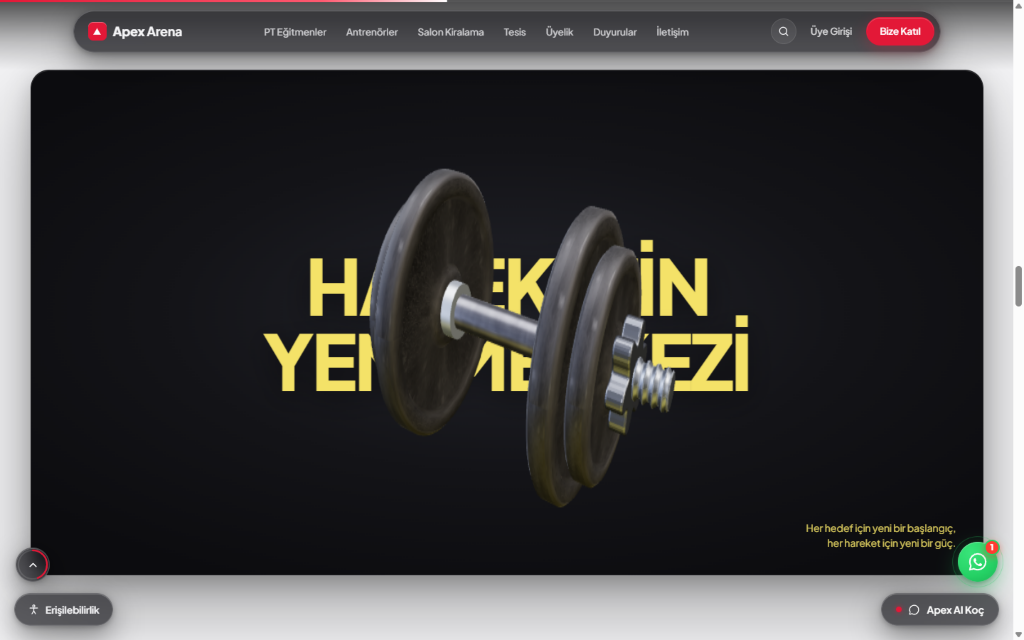 Apex Arena
PT Eğitmenler
Antrenörler
Salon Kiralama
Tesis
Üyelik
Duyurular
İletişim
Üye Girişi
Bize Katıl
Her hedef için yeni bir başlangıç,
her hareket için yeni bir güç.
1
Erişilebilirlik
Apex AI Koç